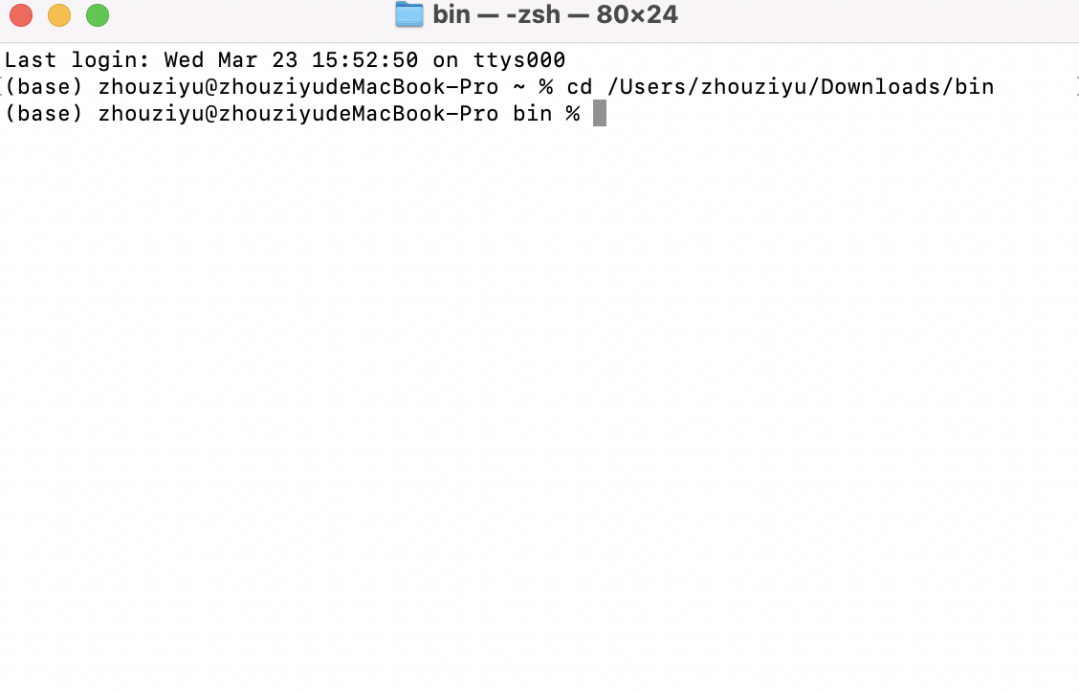 bin — -zsh — 80×24
Last login: Wed Mar 23 15:52:50 on ttys000
(base) zhouziyu@zhouziyudeMacBook-Pro ~ % cd /Users/zhouziyu/Downloads/bin
(base) zhouziyu@zhouziyudeMacBook-Pro bin %